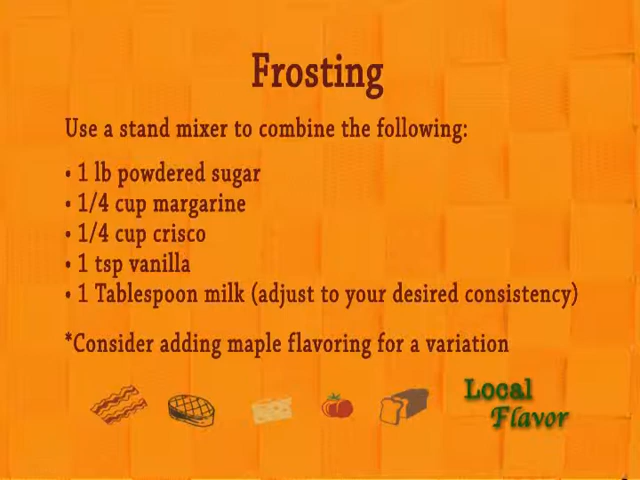 Frosting
Use a stand mixer to combine the following:
• 1 lb powdered sugar
• 1/4 cup margarine
• 1/4 cup crisco
• 1 tsp vanilla
• 1 Tablespoon milk (adjust to your desired consistency)
*Consider adding maple flavoring for a variation
Local
Flavor